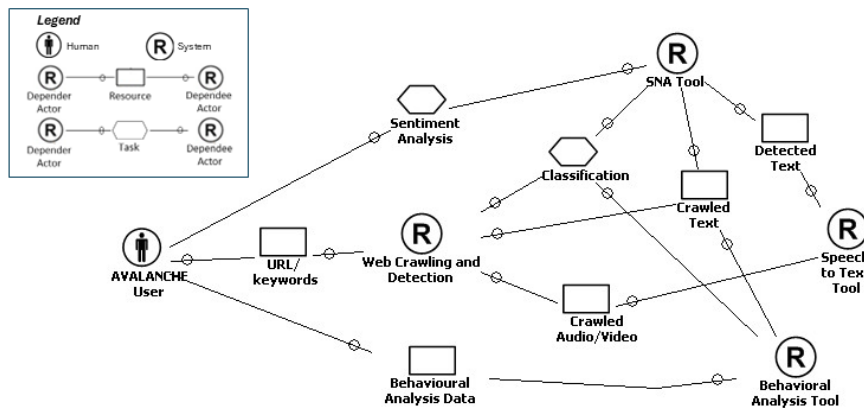 Legend
Human
R
System
R
R
Depender
Actor
Resource
Dependee
Actor
R
R
Depender
Actor
Task
Dependee
Actor
R
SNA Tool
Sentiment
Analysis
Detected
Text
Classification
Crawled
Text
AVALANCHE
User
URL/
keywords
R
Web Crawling and
Detection
R
Speech
to Text
Tool
Crawled
Audio/Video
Behavioural
Analysis Data
R
Behavioral
Analysis Tool